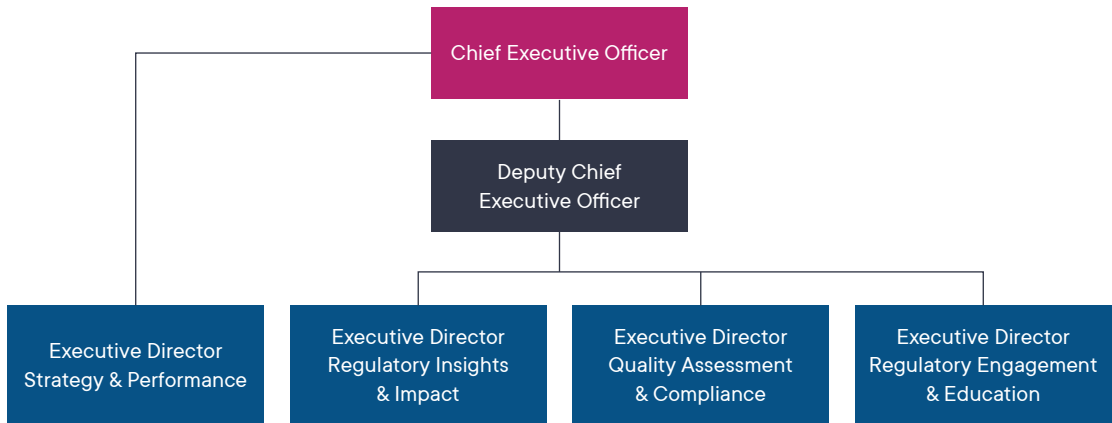 Chief Executive Officer
Deputy Chief
Executive Officer
Executive Director
Strategy & Performance
Executive Director
Regulatory Insights
& Impact
Executive Director
Quality Assessment
& Compliance
Executive Director
Regulatory Engagement
& Education